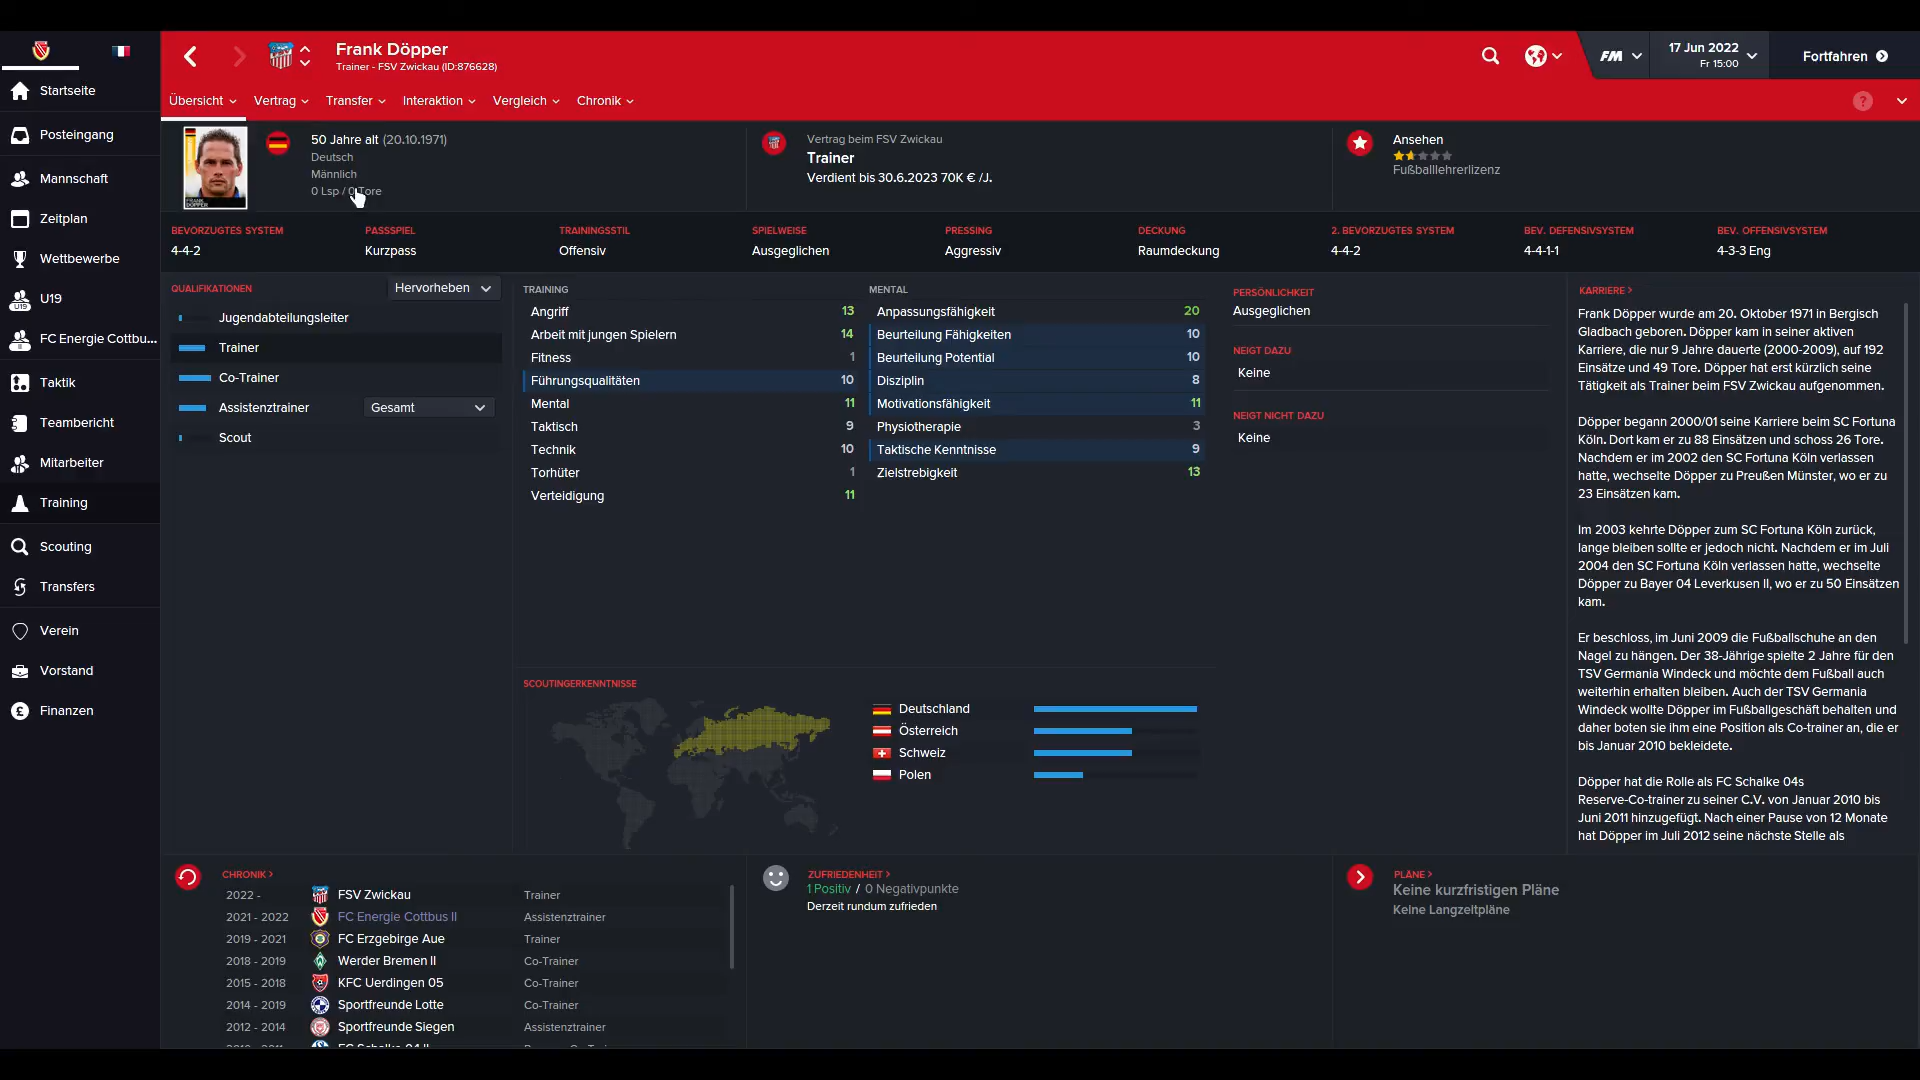 Frank Döpper
Trainer - FSV Zwickau (ID:876628)
FM
17 Jun 2022
Fr 15:00
Fortfahren
Übersicht
Vertrag
Transfer
Interaktion
Vergleich
Chronik
?
Startseite
Posteingang
Mannschaft
Zeitplan
Wettbewerbe
U19
FC Energie Cottbu...
Taktik
Teambericht
Mitarbeiter
Training
Scouting
Transfers
Verein
Vorstand
Finanzen
50 Jahre alt (20.10.1971)
Deutsch
Männlich
0 Lsp / 0 Tore
FRANK
DÖPPER
Vertrag beim FSV Zwickau
Trainer
Verdient bis 30.6.2023 70K € /J.
Ansehen
Fußballlehrerlizenz
BEVORZUGTES SYSTEM
4-4-2
PASSSPIEL
Kurzpass
TRAININGSSTIL
Offensiv
SPIELWEISE
Ausgeglichen
PRESSING
Aggressiv
DECKUNG
Raumdeckung
2. BEVORZUGTES SYSTEM
4-4-2
BEV. DEFENSIVSYSTEM
4-4-1-1
BEV. OFFENSIVSYSTEM
4-3-3 Eng
QUALIFIKATIONEN
Hervorheben
Jugendabteilungsleiter
Trainer
Co-Trainer
Assistenztrainer
Gesamt
Scout
TRAINING
Angriff 13
Arbeit mit jungen Spielern 14
Fitness 1
Führungsqualitäten 10
Mental 11
Taktisch 9
Technik 10
Torhüter 1
Verteidigung 11
MENTAL
Anpassungsfähigkeit 20
Beurteilung Fähigkeiten 10
Beurteilung Potential 10
Disziplin 8
Motivationsfähigkeit 11
Physiotherapie 3
Taktische Kenntnisse 9
Zielstrebigkeit 13
PERSÖNLICHKEIT
Ausgeglichen
NEIGT DAZU
Keine
NEIGT NICHT DAZU
Keine
SCOUTINGERKENNTNISSE
Deutschland
Österreich
Schweiz
Polen
KARRIERE >
Frank Döpper wurde am 20. Oktober 1971 in Bergisch
Gladbach geboren. Döpper kam in seiner aktiven
Karriere, die nur 9 Jahre dauerte (2000-2009), auf 192
Einsätze und 49 Tore. Döpper hat erst kürzlich seine
Tätigkeit als Trainer beim FSV Zwickau aufgenommen.
Döpper begann 2000/01 seine Karriere beim SC Fortuna
Köln. Dort kam er zu 88 Einsätzen und schoss 26 Tore.
Nachdem er im 2002 den SC Fortuna Köln verlassen
hatte, wechselte Döpper zu Preußen Münster, wo er zu
23 Einsätzen kam.
Im 2003 kehrte Döpper zum SC Fortuna Köln zurück,
lange bleiben sollte er jedoch nicht. Nachdem er im Juli
2004 den SC Fortuna Köln verlassen hatte, wechselte
Döpper zu Bayer 04 Leverkusen II, wo er zu 50 Einsätzen
kam.
Er beschloss, im Juni 2009 die Fußballschuhe an den
Nagel zu hängen. Der 38-Jährige spielte 2 Jahre für den
TSV Germania Windeck und möchte dem Fußball auch
weiterhin erhalten bleiben. Auch der TSV Germania
Windeck wollte Döpper im Fußballgeschäft behalten und
daher boten sie ihm eine Position als Co-trainer an, die er
bis Januar 2010 bekleidete.
Döpper hat die Rolle als FC Schalke 04s
Reserve-Co-trainer zu seiner C.V. von Januar 2010 bis
Juni 2011 hinzugefügt. Nach einer Pause von 12 Monate
hat Döpper im Juli 2012 seine nächste Stelle als
CHRONIK >
2022 - FSV Zwickau Trainer
2021 - 2022 FC Energie Cottbus II Assistenztrainer
2019 - 2021 FC Erzgebirge Aue Trainer
2018 - 2019 Werder Bremen II Co-Trainer
2015 - 2018 KFC Uerdingen 05 Co-Trainer
2014 - 2019 Sportfreunde Lotte Co-Trainer
2012 - 2014 Sportfreunde Siegen Assistenztrainer
ZUFRIEDENHEIT >
1 Positiv / 0 Negativpunkte
Derzeit rundum zufrieden
PLÄNE >
Keine kurzfristigen Pläne
Keine Langzeitpläne